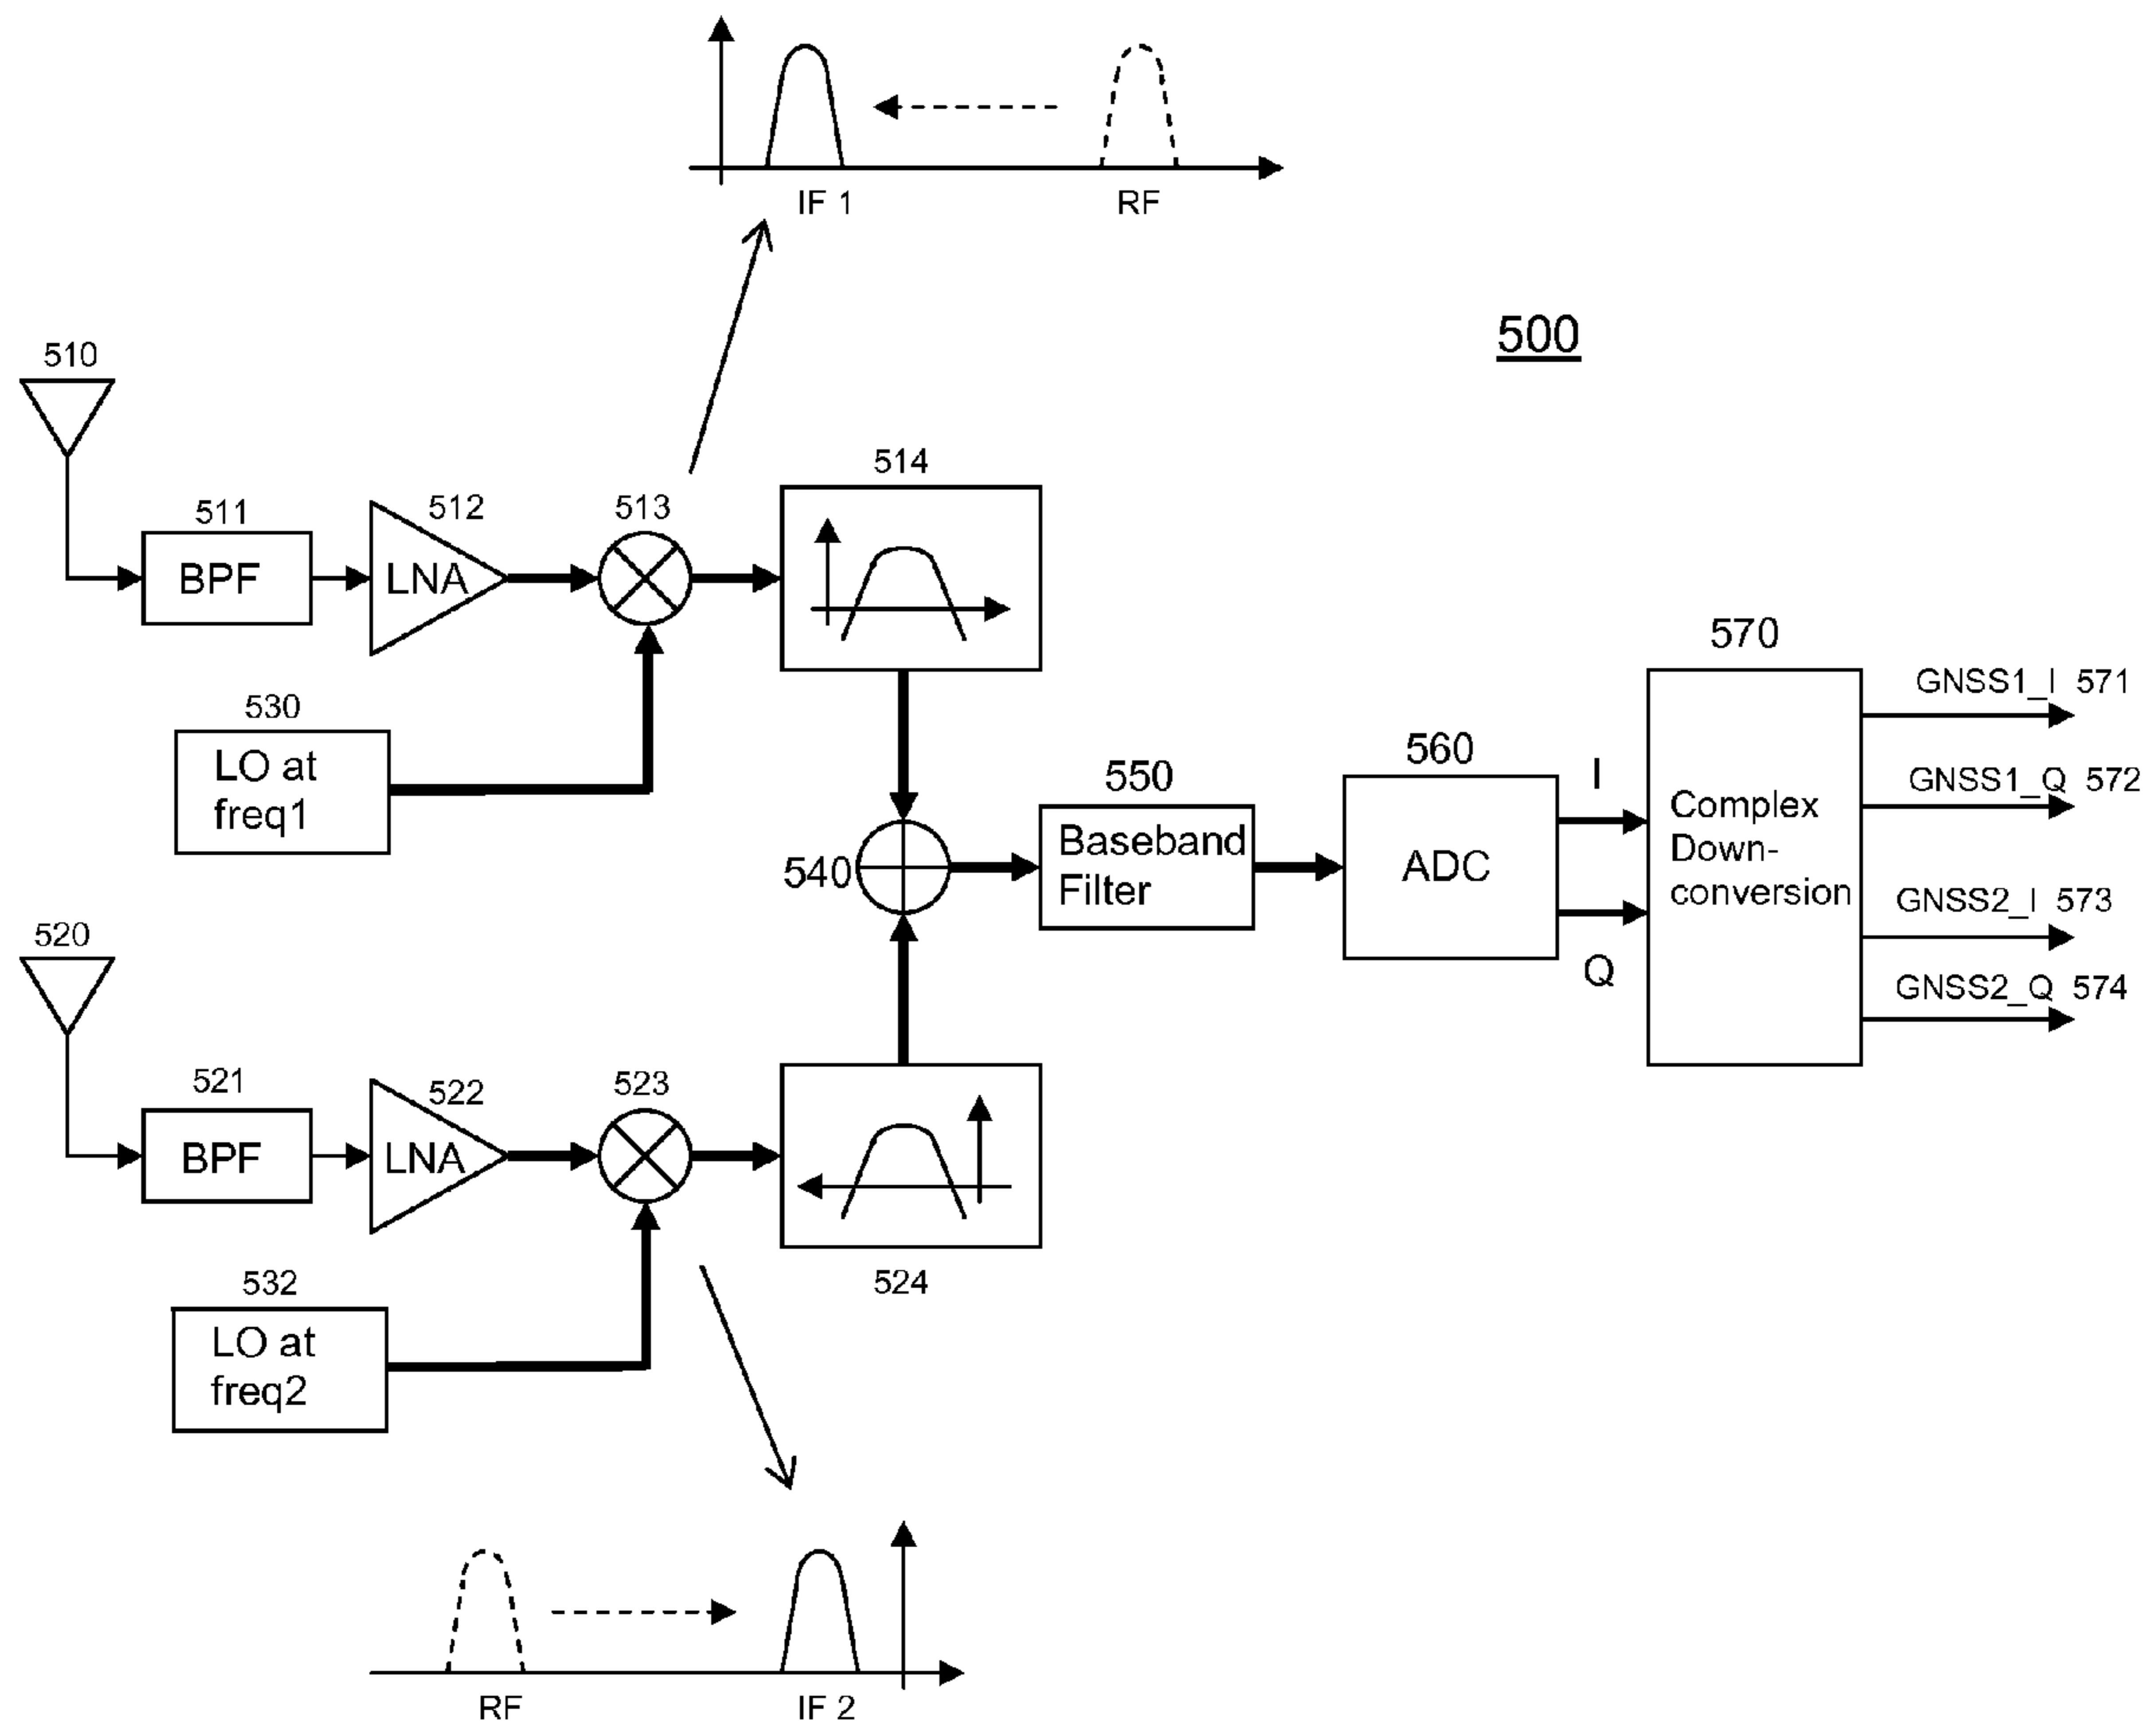 IF 1
RF
500
510
511
BPF
512
LNA
513
514
530
LO at
freq1
540
550
Baseband
Filter
560
ADC
I
Q
570
Complex
Down-
conversion
GNSS1_I 571
GNSS1_Q 572
GNSS2_I 573
GNSS2_Q 574
520
521
BPF
522
LNA
523
524
532
LO at
freq2
RF
IF 2